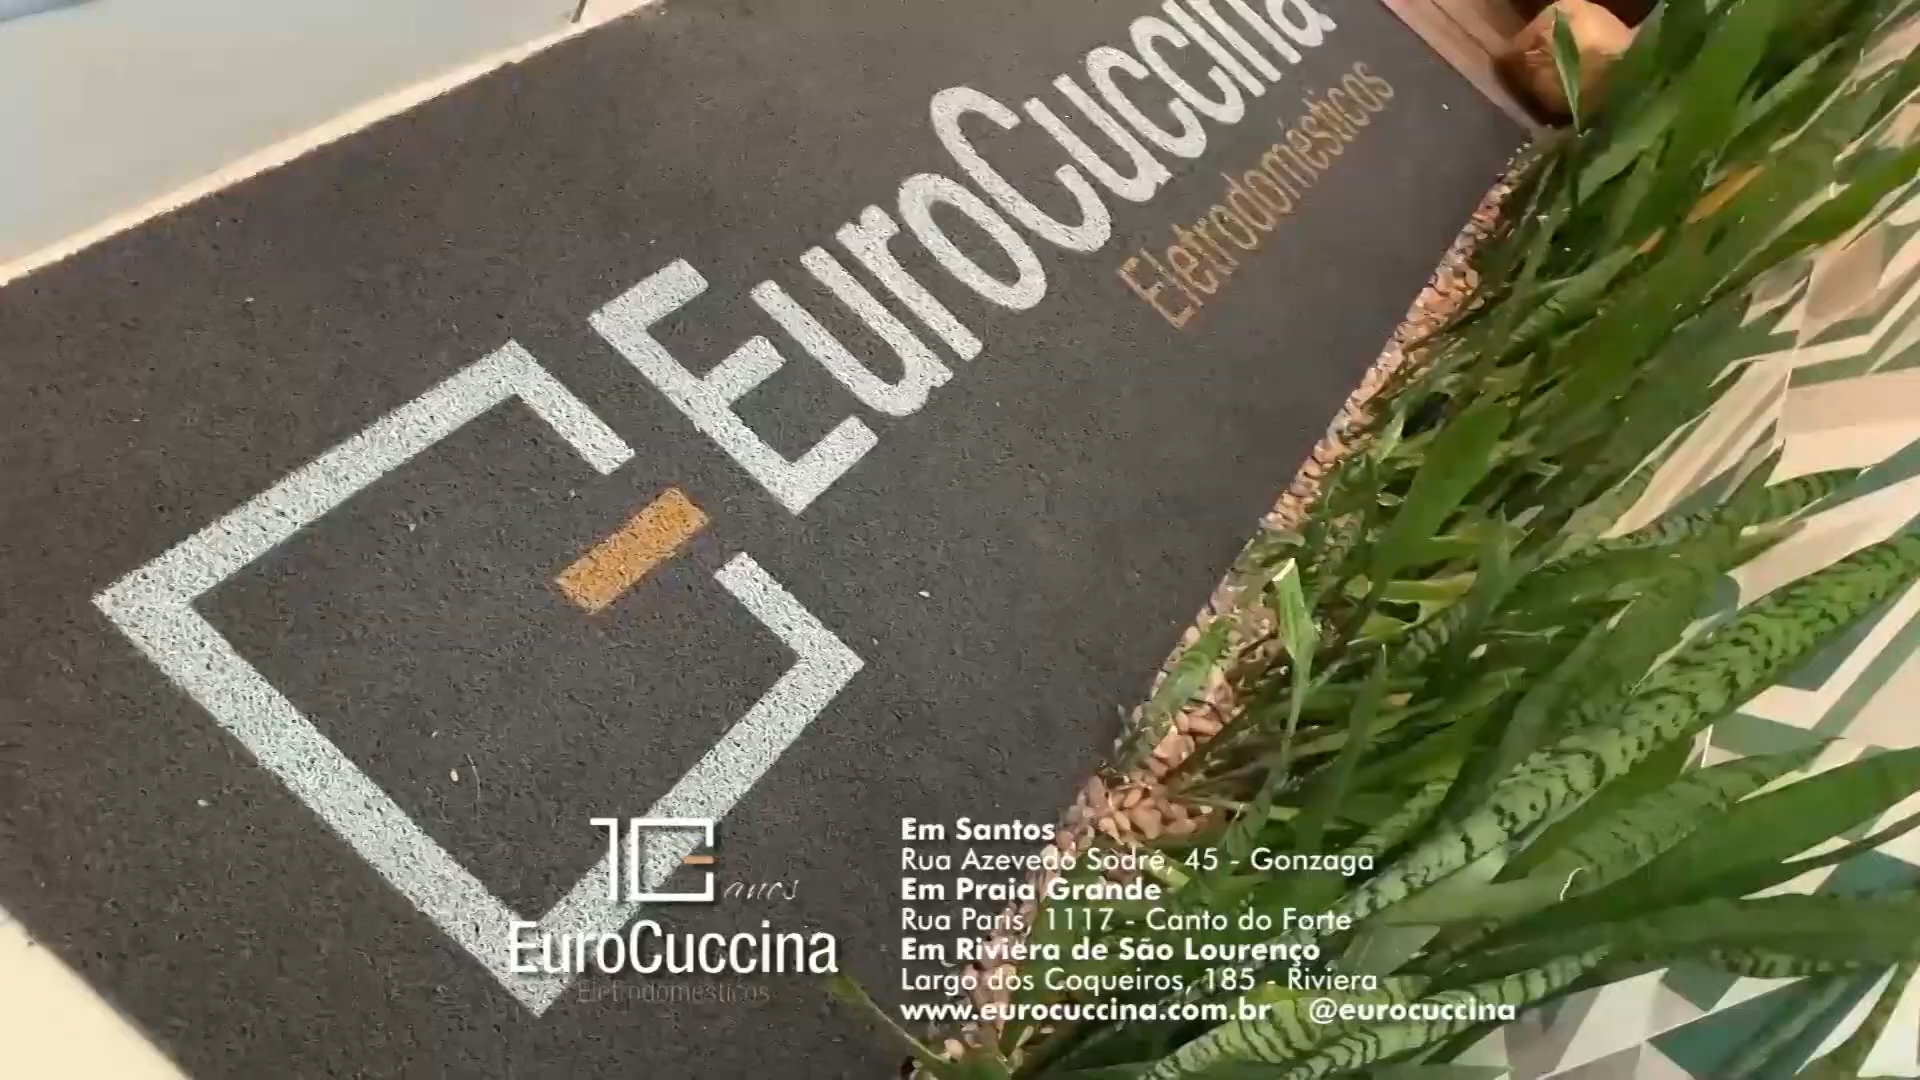 EuroCuccina
Eletrodomésticos
10 anos
EuroCuccina
Eletrodomésticos
Em Santos
Rua Azevedo Sodré, 45 - Gonzaga
Em Praia Grande
Rua Paris, 1117 - Canto do Forte
Em Riviera de São Lourenço
Largo dos Coqueiros, 185 - Riviera
www.eurocuccina.com.br @eurocuccina